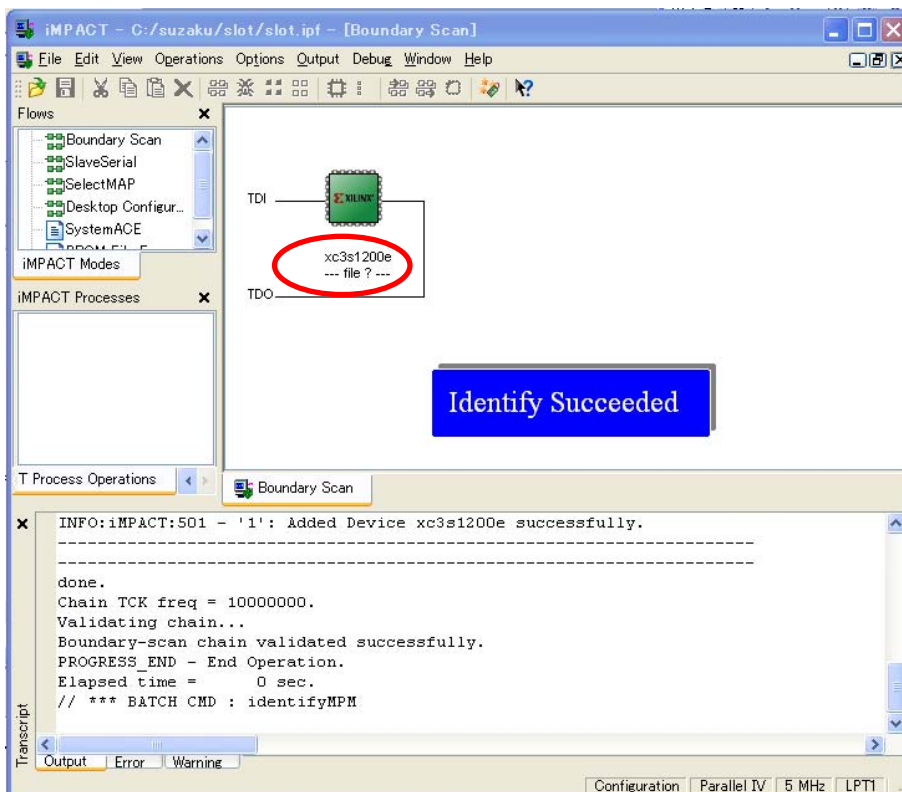 iMPACT - C:/suzaku/slot/slot.ipf - [Boundary Scan]
File Edit View Operations Options Output Debug Window Help
Flows
Boundary Scan
SlaveSerial
SelectMAP
Desktop Configur...
SystemACE
iMPACT Modes
iMPACT Processes
T Process Operations
TDI
XILINX
xc3s1200e
--- file ? ---
TDO
Identify Succeeded
Boundary Scan
INFO:iMPACT:501 - '1': Added Device xc3s1200e successfully.
----------------------------------------------------------------------
----------------------------------------------------------------------
done.
Chain TCK freq = 10000000.
Validating chain...
Boundary-scan chain validated successfully.
PROGRESS_END - End Operation.
Elapsed time =      0 sec.
// *** BATCH CMD : identifyMPM
Transcript
Output Error Warning
Configuration Parallel IV 5 MHz LPT1